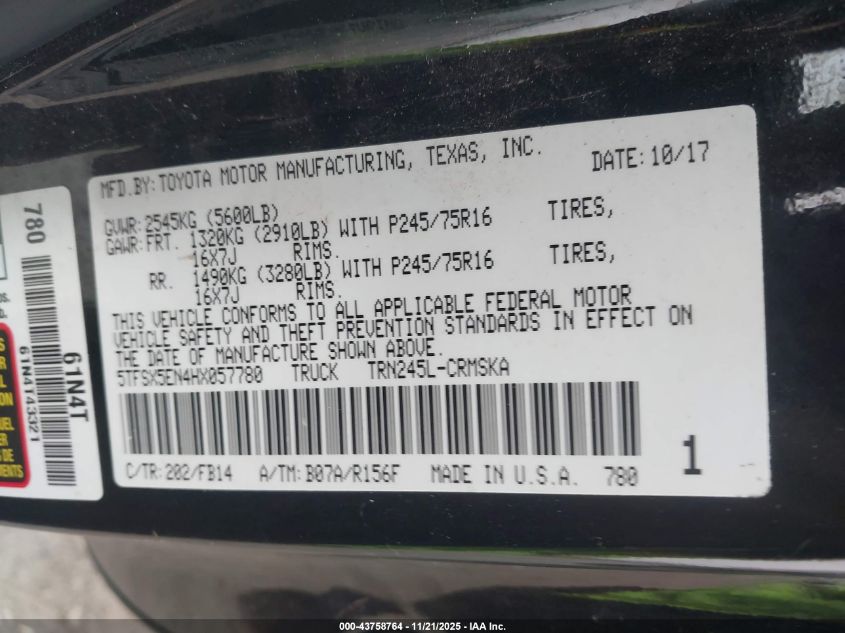 MFD.BY: TOYOTA MOTOR MANUFACTURING, TEXAS, INC. DATE: 10/17
GVWR: 2545KG (5600LB)
GAWR: FRT. 1320KG (2910LB) WITH P245/75R16 TIRES,
16X7J RIMS.
RR. 1490KG (3280LB) WITH P245/75R16 TIRES,
16X7J RIMS.
THIS VEHICLE CONFORMS TO ALL APPLICABLE FEDERAL MOTOR
VEHICLE SAFETY AND THEFT PREVENTION STANDARDS IN EFFECT ON
THE DATE OF MANUFACTURE SHOWN ABOVE.
5TFSX5EN4HX057780 TRUCK TRN245L-CRMSKA
C/TR: 202/FB14 A/TM: B07A/R156F MADE IN U.S.A. 780
1
780
61N4T
61N4143321
000-43758764 | 11/21/2025 - IAA Inc.